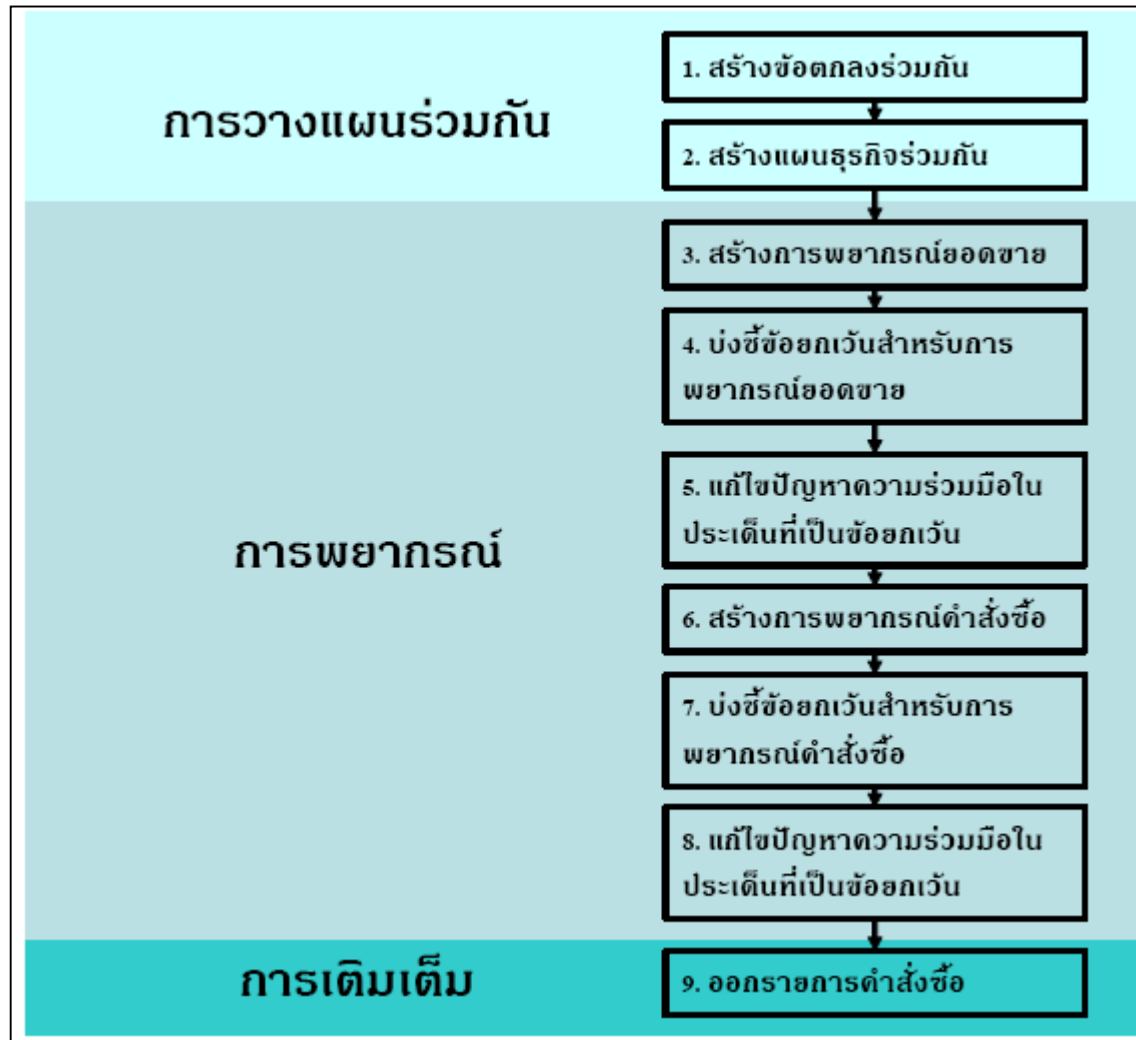 การวางแผนร่วมกัน
1. สร้างข้อตกลงร่วมกัน
2. สร้างแผนธุรกิจร่วมกัน
การพยากรณ์
3. สร้างการพยากรณ์ยอดขาย
4. บ่งชี้ข้อยกเว้นสำหรับการ
พยากรณ์ยอดขาย
5. แก้ไขปัญหาความร่วมมือใน
ประเด็นที่เป็นข้อยกเว้น
6. สร้างการพยากรณ์คำสั่งซื้อ
7. บ่งชี้ข้อยกเว้นสำหรับการ
พยากรณ์คำสั่งซื้อ
8. แก้ไขปัญหาความร่วมมือใน
ประเด็นที่เป็นข้อยกเว้น
การเติมเต็ม
9. ออกรายการคำสั่งซื้อ